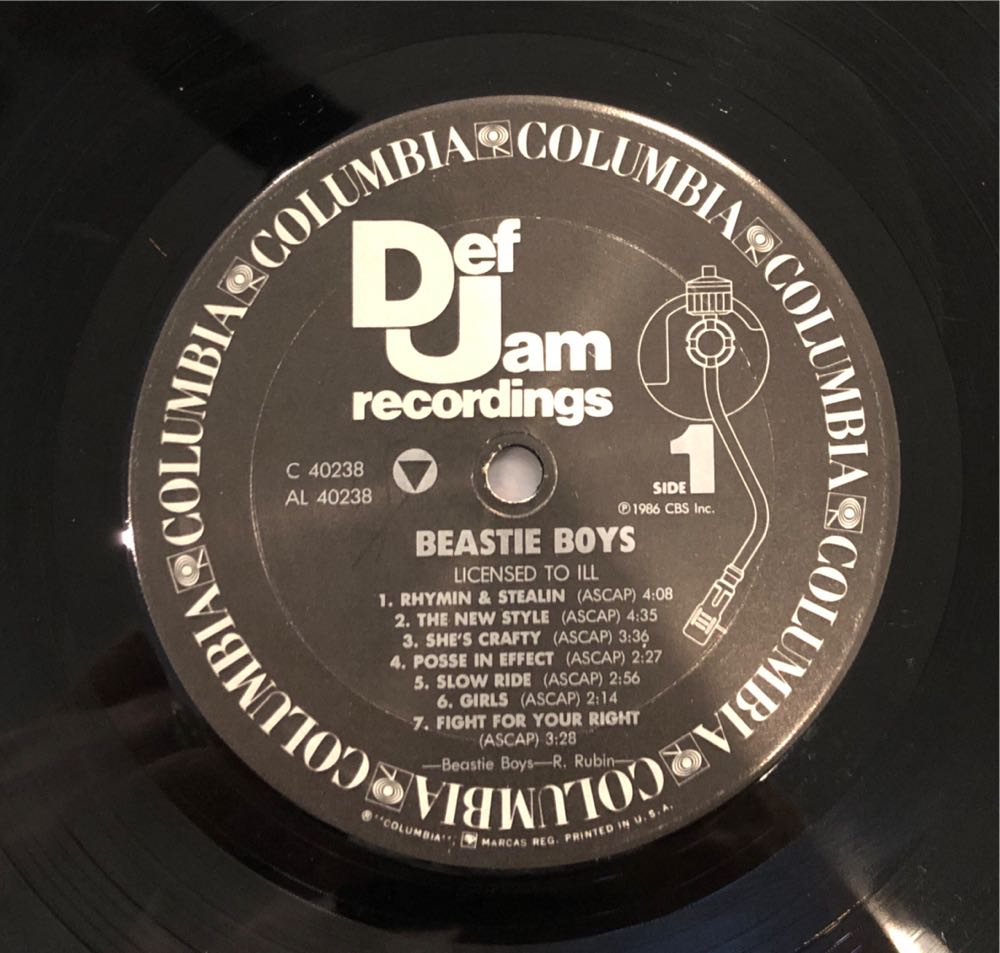 COLUMBIA COLUMBIA COLUMBIA COLUMBIA COLUMBIA COLUMBIA COLUMBIA COLUMBIA
Def
Jam
recordings
C 40238
AL 40238
SIDE 1
℗1986 CBS Inc.
BEASTIE BOYS
LICENSED TO ILL
1. RHYMIN & STEALIN (ASCAP) 4:08
2. THE NEW STYLE (ASCAP) 4:35
3. SHE'S CRAFTY (ASCAP) 3:36
4. POSSE IN EFFECT (ASCAP) 2:27
5. SLOW RIDE (ASCAP) 2:56
6. GIRLS (ASCAP) 2:14
7. FIGHT FOR YOUR RIGHT
(ASCAP) 3:28
—Beastie Boys—R. Rubin—
® "COLUMBIA", MARCAS REG. PRINTED IN U.S.A.